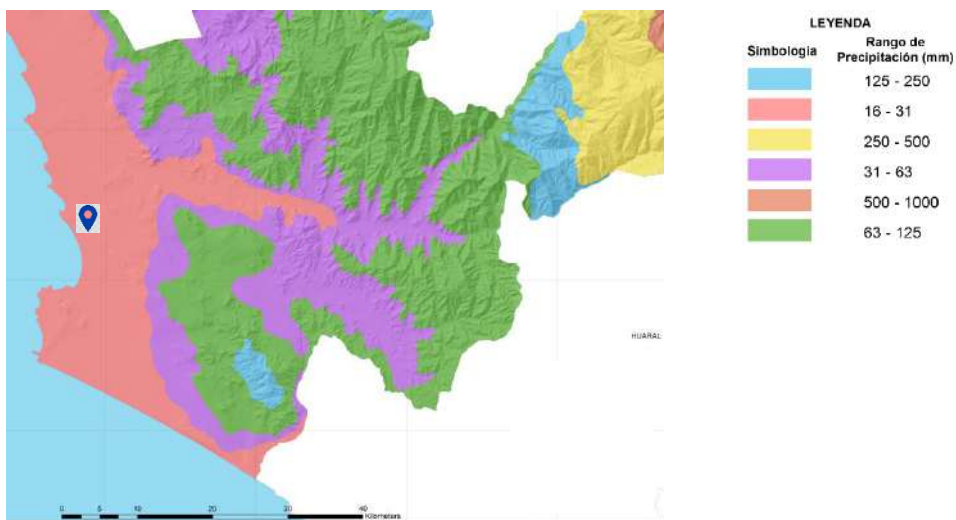 LEYENDA
Simbologia
Rango de
Precipitación (mm)
125 - 250
16 - 31
250 - 500
31 - 63
500 - 1000
63 - 125
HUARAL
0 5 10 20 30 40
Kilometers